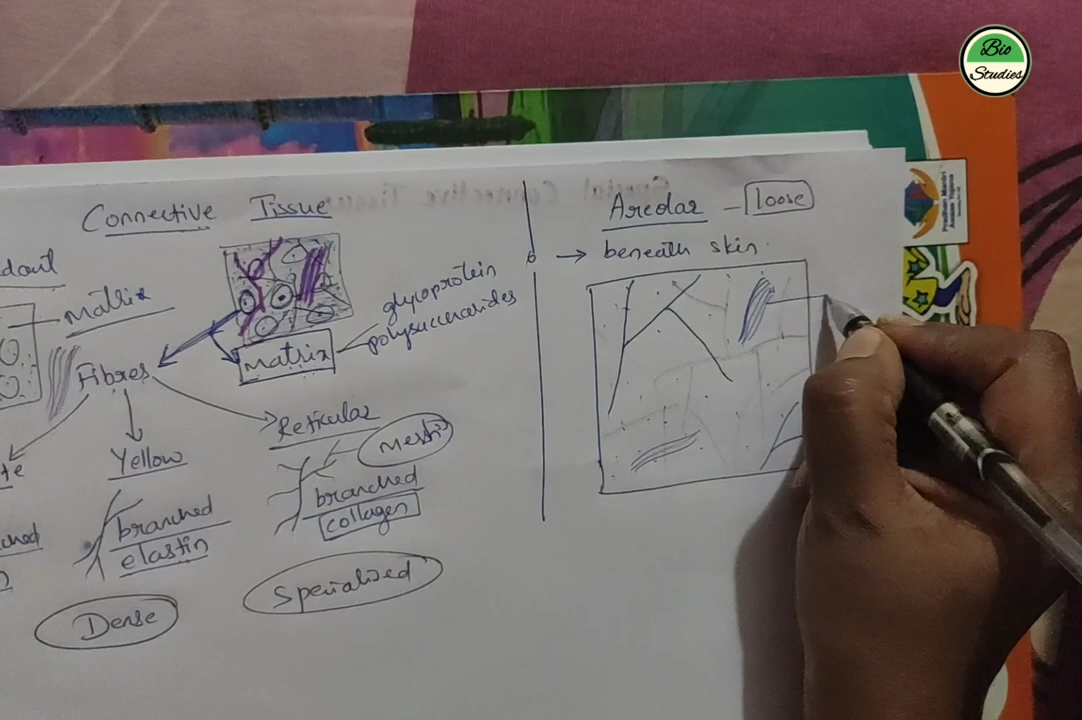 Bio
Studies
Connective Tissue
Matrix
Fibres
glycoprotein
polysaccharides
matrix
Yellow
branched
elastin
Reticular
Mesh
branched
collagen
Dense
Specialised
Areolar - loose
→ beneath skin